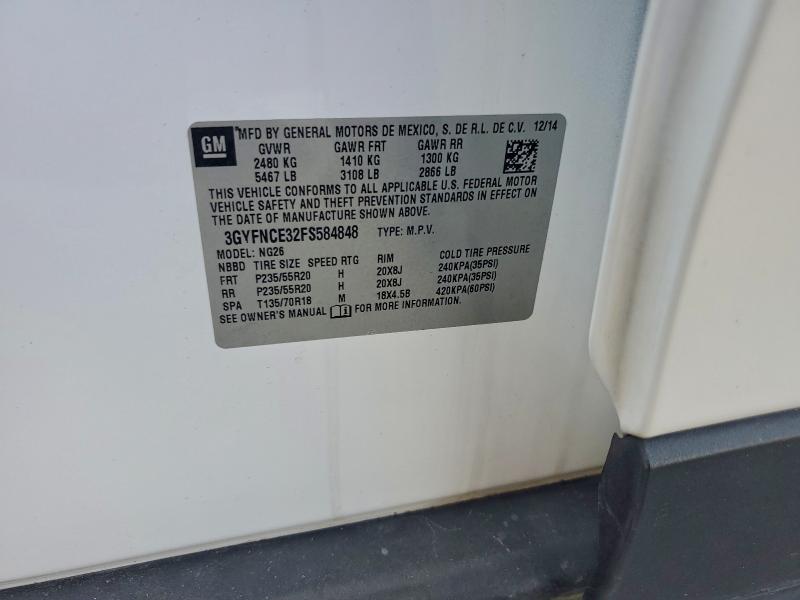 GM
MFD BY GENERAL MOTORS DE MEXICO, S. DE R.L. DE C.V. 12/14
GVWR GAWR FRT GAWR RR
2480 KG 1410 KG 1300 KG
5467 LB 3108 LB 2866 LB
THIS VEHICLE CONFORMS TO ALL APPLICABLE U.S. FEDERAL MOTOR
VEHICLE SAFETY AND THEFT PREVENTION STANDARDS IN EFFECT ON
THE DATE OF MANUFACTURE SHOWN ABOVE.
3GYFNCE32FS584848 TYPE: M.P.V.
MODEL: NG26
NBBD TIRE SIZE SPEED RTG RIM COLD TIRE PRESSURE
FRT P235/55R20 H 20X8J 240KPA(35PSI)
RR P235/55R20 H 20X8J 240KPA(35PSI)
SPA T135/70R18 M 18X4.5B 420KPA(60PSI)
SEE OWNER'S MANUAL i FOR MORE INFORMATION.